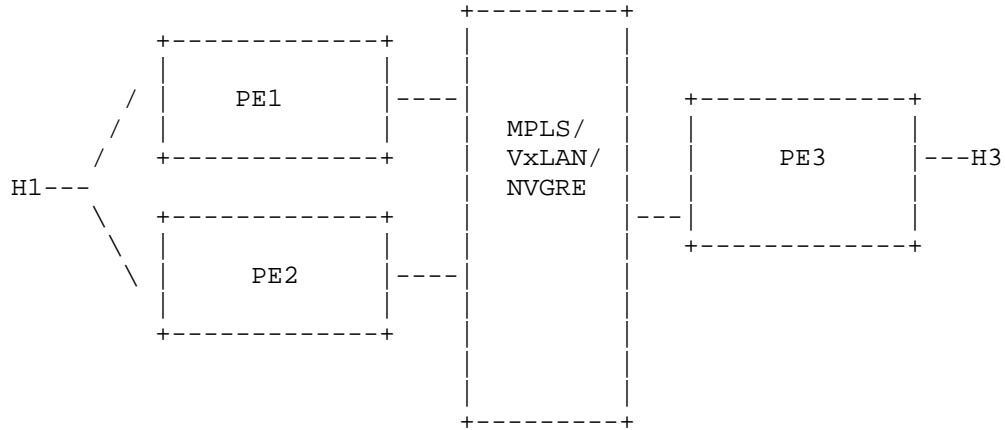 PE1
MPLS/
VxLAN/
NVGRE
PE3
---H3
H1---
PE2